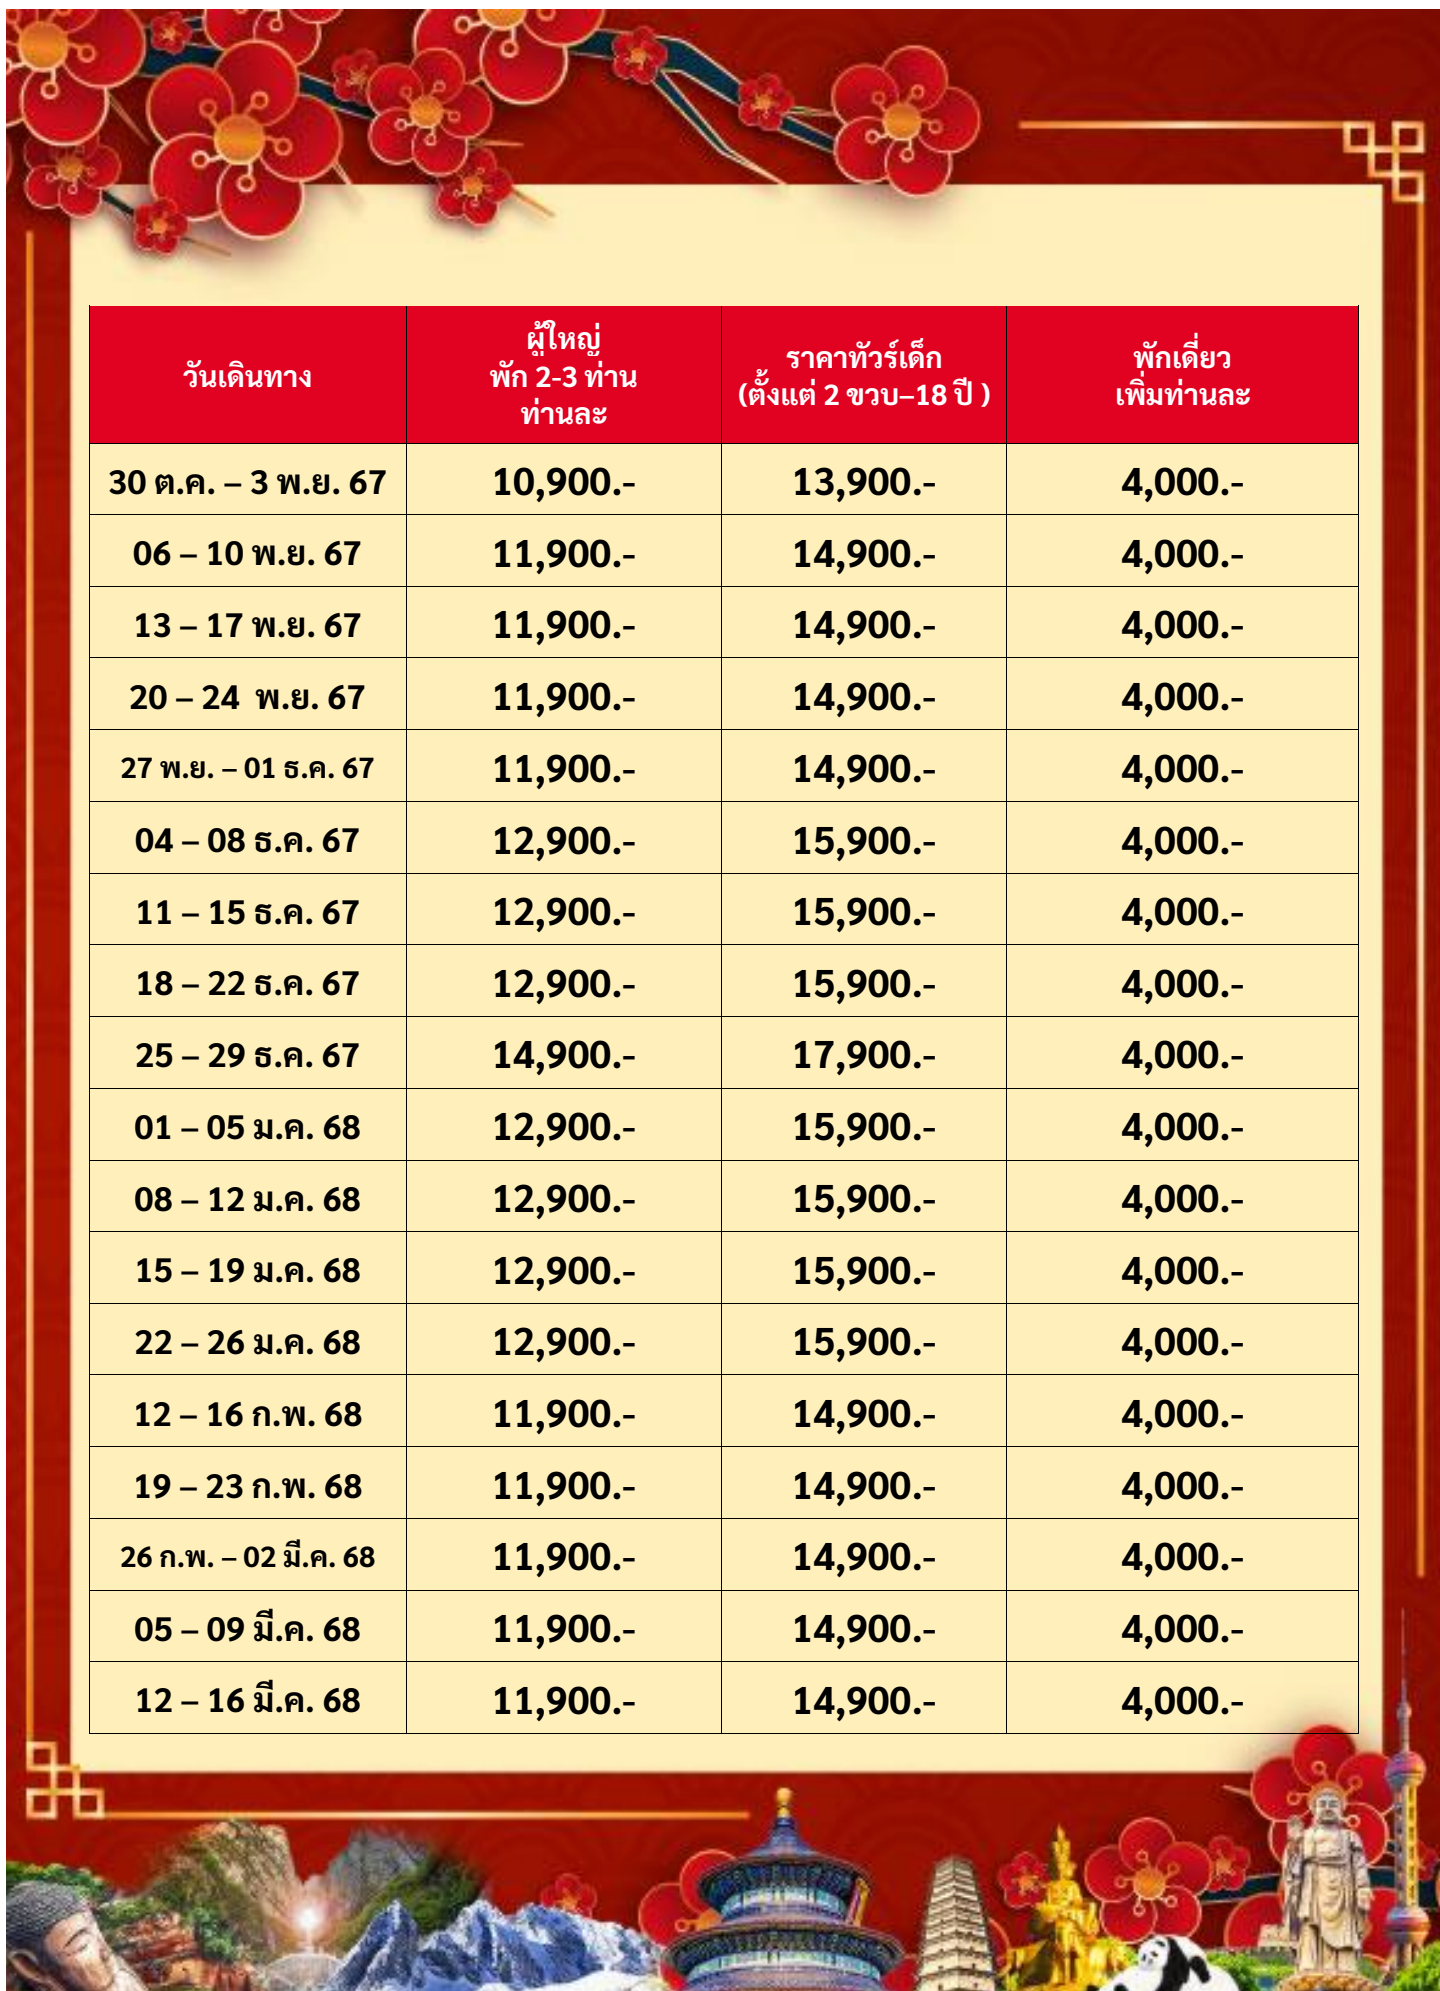 วันเดินทาง
ผู้ใหญ่
พัก 2-3 ท่าน
ท่านละ
ราคาทัวร์เด็ก
(ตั้งแต่ 2 ขวบ–18 ปี )
พักเดี่ยว
เพิ่มท่านละ
30 ต.ค. – 3 พ.ย. 67 10,900.- 13,900.- 4,000.-
06 – 10 พ.ย. 67 11,900.- 14,900.- 4,000.-
13 – 17 พ.ย. 67 11,900.- 14,900.- 4,000.-
20 – 24  พ.ย. 67 11,900.- 14,900.- 4,000.-
27 พ.ย. – 01 ธ.ค. 67 11,900.- 14,900.- 4,000.-
04 – 08 ธ.ค. 67 12,900.- 15,900.- 4,000.-
11 – 15 ธ.ค. 67 12,900.- 15,900.- 4,000.-
18 – 22 ธ.ค. 67 12,900.- 15,900.- 4,000.-
25 – 29 ธ.ค. 67 14,900.- 17,900.- 4,000.-
01 – 05 ม.ค. 68 12,900.- 15,900.- 4,000.-
08 – 12 ม.ค. 68 12,900.- 15,900.- 4,000.-
15 – 19 ม.ค. 68 12,900.- 15,900.- 4,000.-
22 – 26 ม.ค. 68 12,900.- 15,900.- 4,000.-
12 – 16 ก.พ. 68 11,900.- 14,900.- 4,000.-
19 – 23 ก.พ. 68 11,900.- 14,900.- 4,000.-
26 ก.พ. – 02 มี.ค. 68 11,900.- 14,900.- 4,000.-
05 – 09 มี.ค. 68 11,900.- 14,900.- 4,000.-
12 – 16 มี.ค. 68 11,900.- 14,900.- 4,000.-